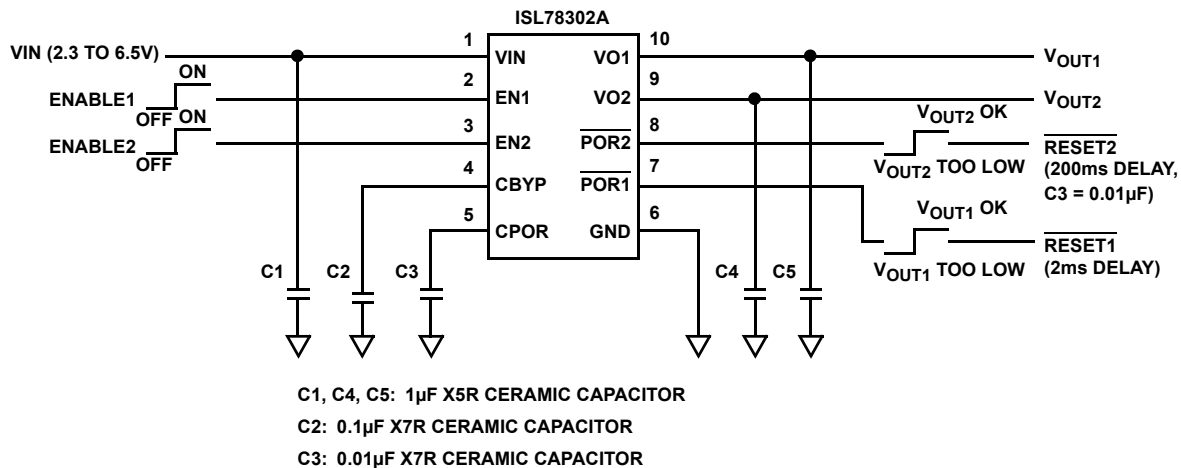 ISL78302A
VIN (2.3 TO 6.5V)
1
VIN
VO1
10
VOUT1
ON
ENABLE1
OFF
2
EN1
VO2
9
VOUT2
ON
ENABLE2
OFF
3
EN2
POR2
8
VOUT2 OK
VOUT2 TOO LOW
RESET2
(200ms DELAY,
C3 = 0.01µF)
4
CBYP
POR1
7
VOUT1 OK
VOUT1 TOO LOW
RESET1
(2ms DELAY)
5
CPOR
GND
6
C1
C2
C3
C4
C5
C1, C4, C5: 1µF X5R CERAMIC CAPACITOR
C2: 0.1µF X7R CERAMIC CAPACITOR
C3: 0.01µF X7R CERAMIC CAPACITOR